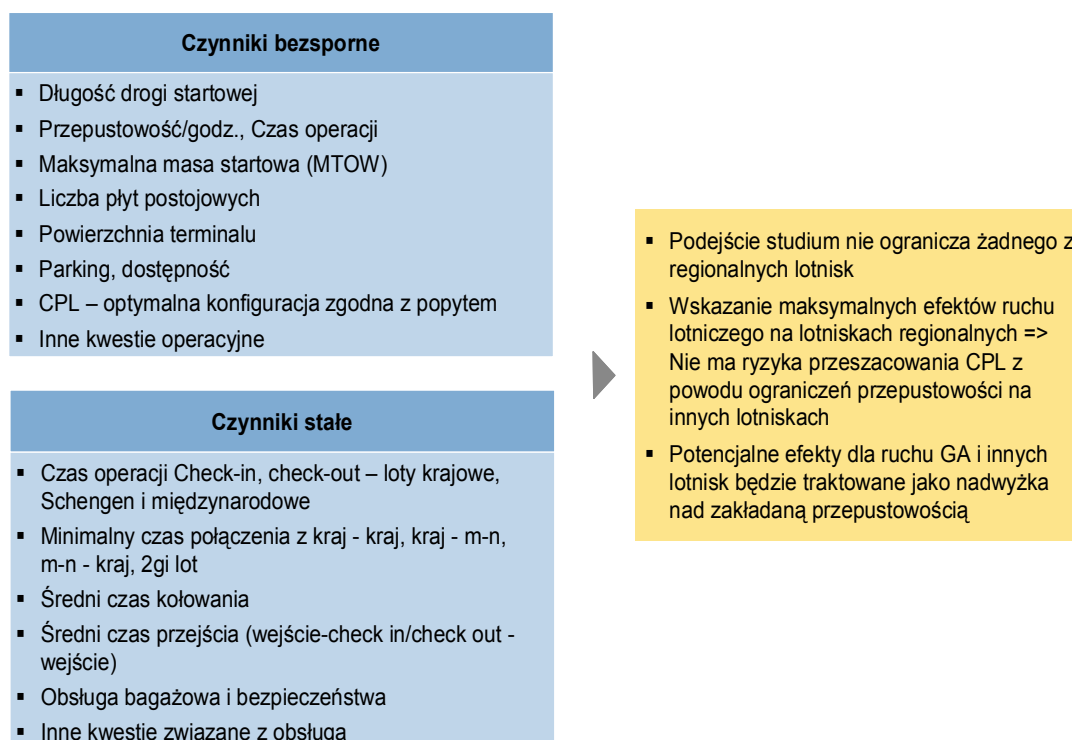 Czynniki bezsporne
▪ Długość drogi startowej
▪ Przepustowość/godz., Czas operacji
▪ Maksymalna masa startowa (MTOW)
▪ Liczba płyt postojowych
▪ Powierzchnia terminalu
▪ Parking, dostępność
▪ CPL – optymalna konfiguracja zgodna z popytem
▪ Inne kwestie operacyjne
Czynniki stałe
▪ Czas operacji Check-in, check-out – loty krajowe,
Schengen i międzynarodowe
▪ Minimalny czas połączenia z kraj - kraj, kraj - m-n,
m-n - kraj, 2gi lot
▪ Średni czas kołowania
▪ Średni czas przejścia (wejście-check in/check out -
wejście)
▪ Obsługa bagażowa i bezpieczeństwa
▪ Inne kwestie związane z obsługą
▪ Podejście studium nie ogranicza żadnego z
regionalnych lotnisk
▪ Wskazanie maksymalnych efektów ruchu
lotniczego na lotniskach regionalnych =>
Nie ma ryzyka przeszacowania CPL z
powodu ograniczeń przepustowości na
innych lotniskach
▪ Potencjalne efekty dla ruchu GA i innych
lotnisk będzie traktowane jako nadwyżka
nad zakładaną przepustowością